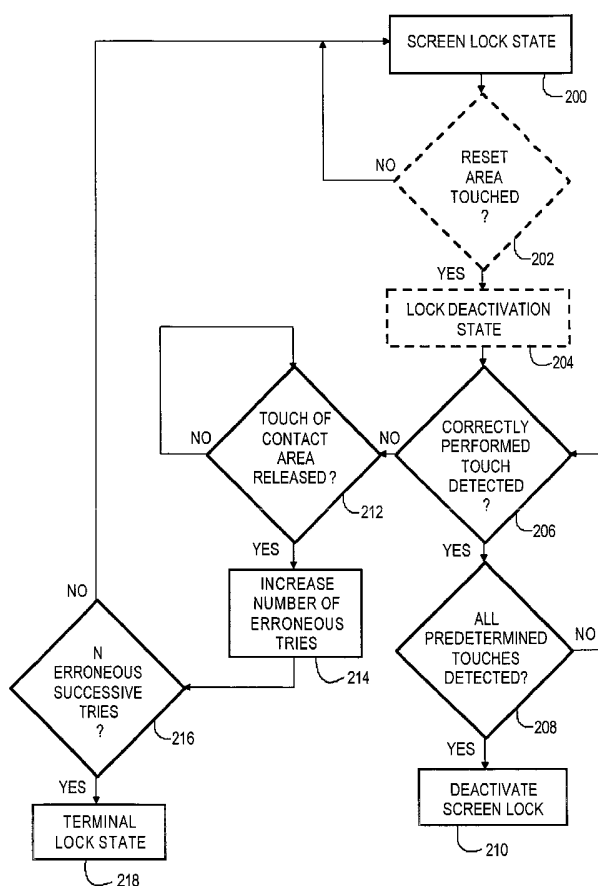 SCREEN LOCK STATE
200
NO
RESET
AREA
TOUCHED
?
202
YES
LOCK DEACTIVATION
STATE
204
NO
TOUCH OF
CONTACT
AREA
RELEASED?
212
NO
CORRECTLY
PERFORMED
TOUCH
DETECTED
?
206
YES
YES
INCREASE
NUMBER OF
ERRONEOUS
TRIES
214
ALL
PREDETERMINED
TOUCHES
DETECTED?
NO
208
NO
N
ERRONEOUS
SUCCESSIVE
TRIES
?
216
YES
YES
DEACTIVATE
SCREEN LOCK
210
TERMINAL
LOCK STATE
218